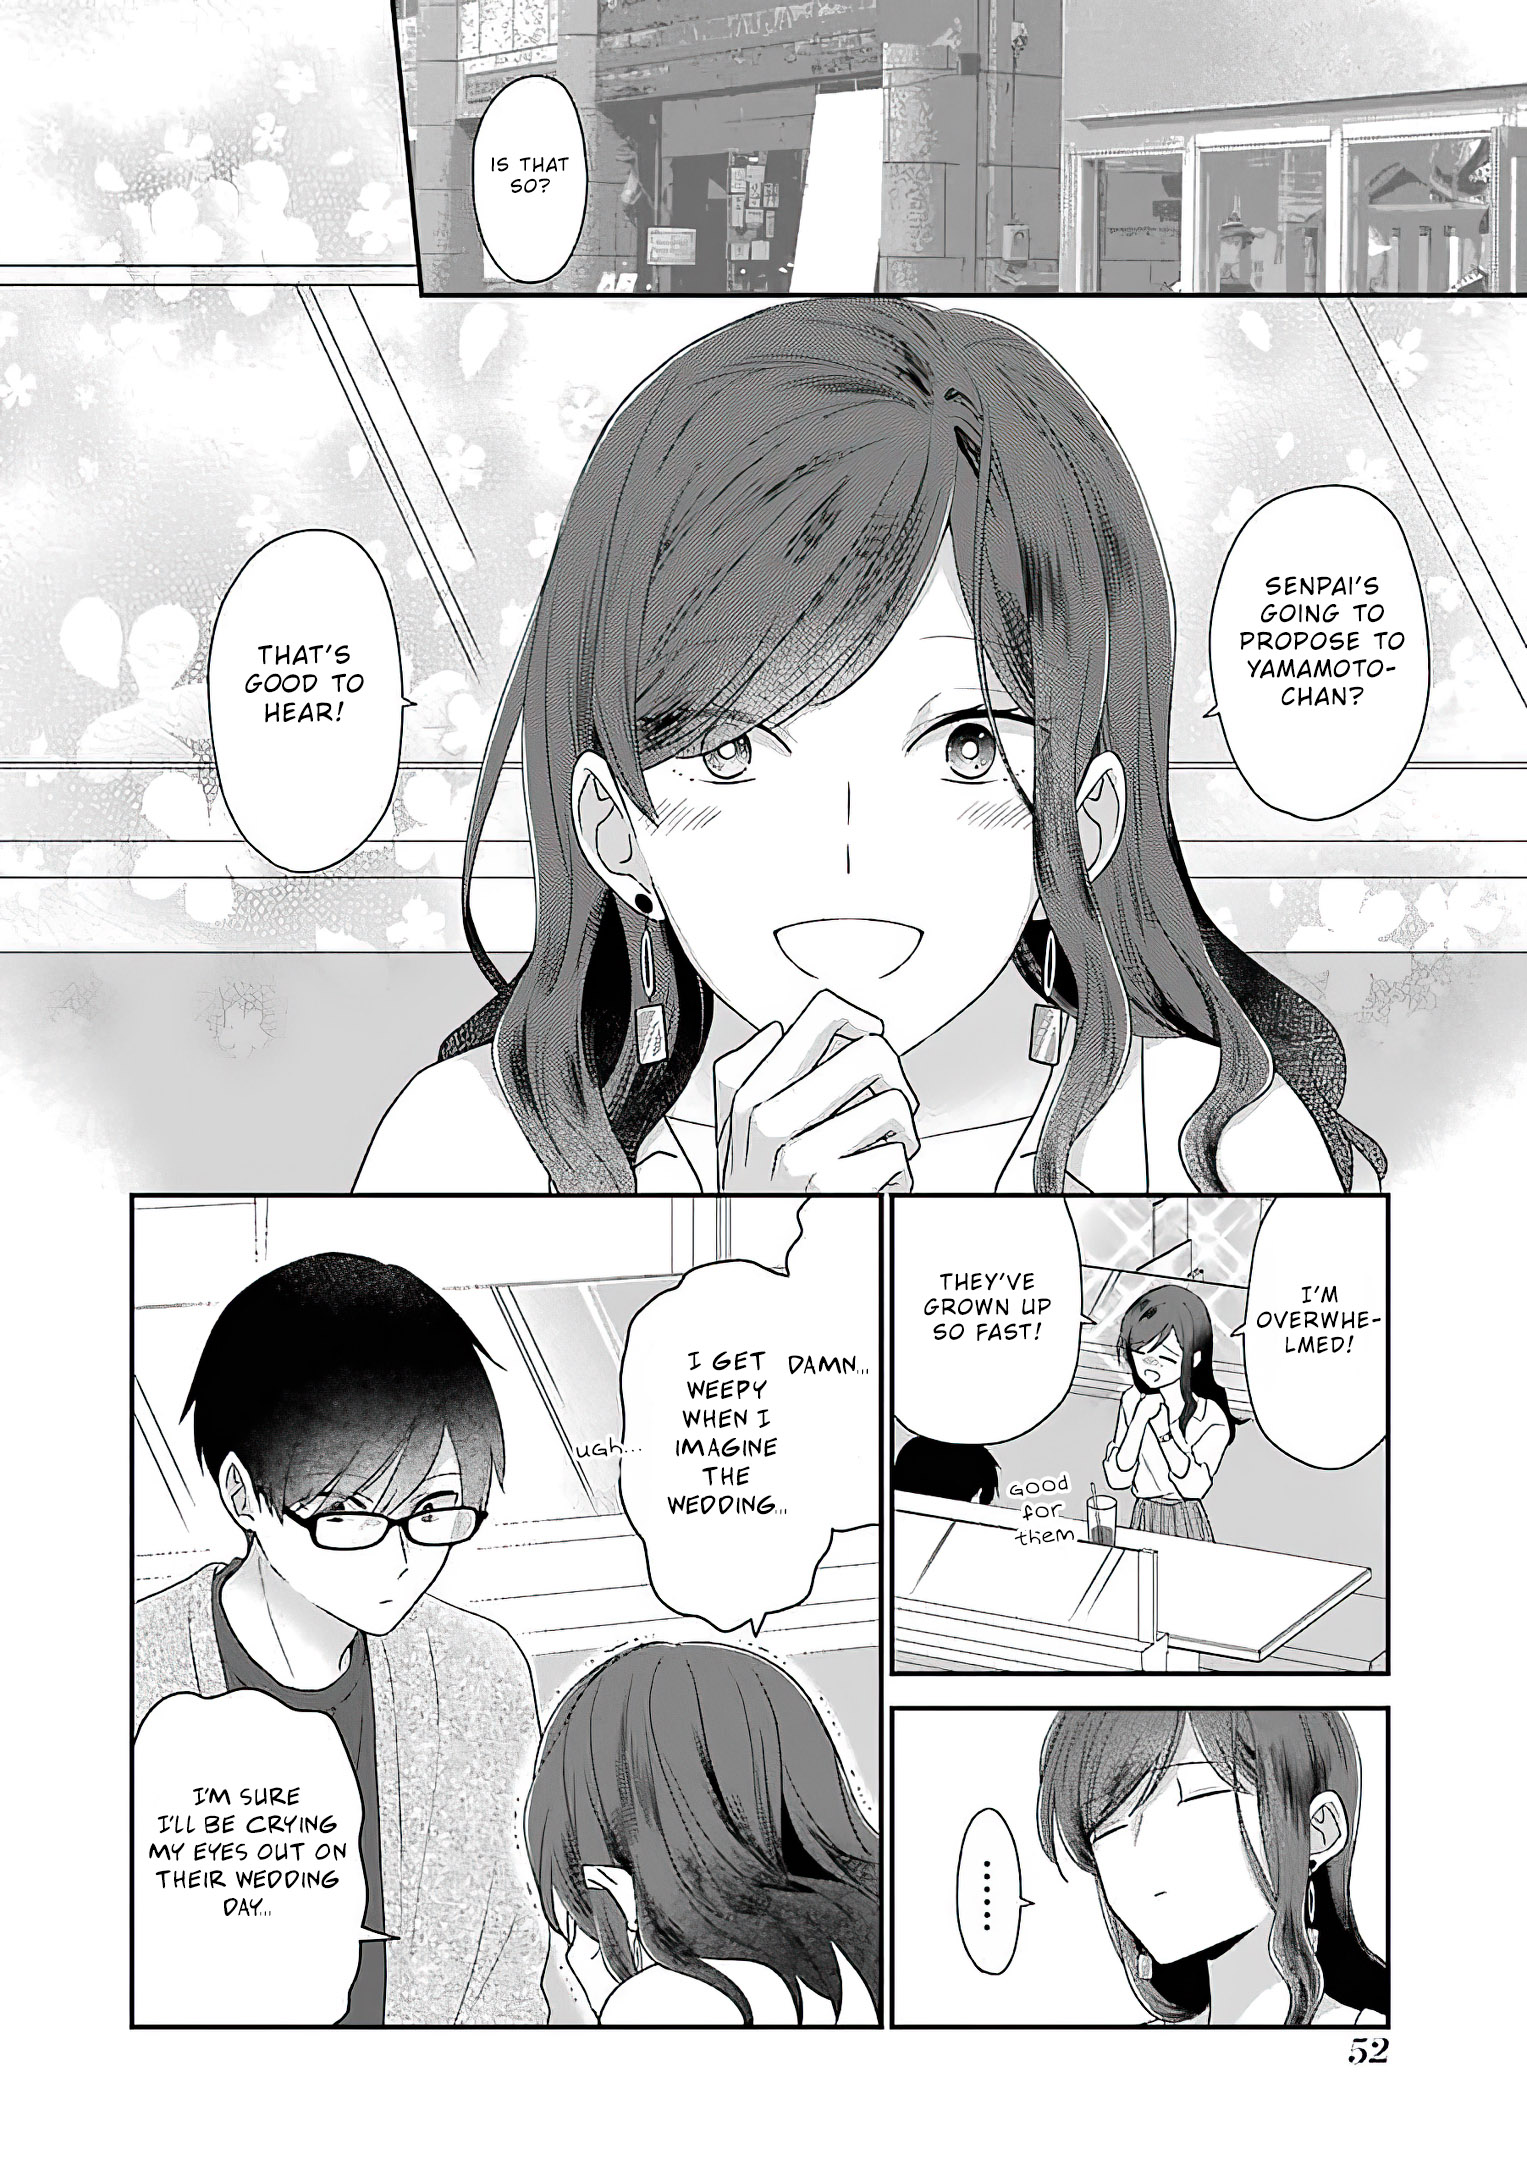 IS THAT
SO?
SENPAI'S
GOING TO
PROPOSE TO
YAMAMOTO-
CHAN?
THAT'S
GOOD TO
HEAR!
I'M
OVERWHE-
LMED!
THEY'VE
GROWN UP
SO FAST!
GOOD
for
them
......
DAMN...
I GET
WEEPY
WHEN I
IMAGINE
THE
WEDDING...
UGH...
I'M SURE
I'LL BE CRYING
MY EYES OUT ON
THEIR WEDDING
DAY...
52